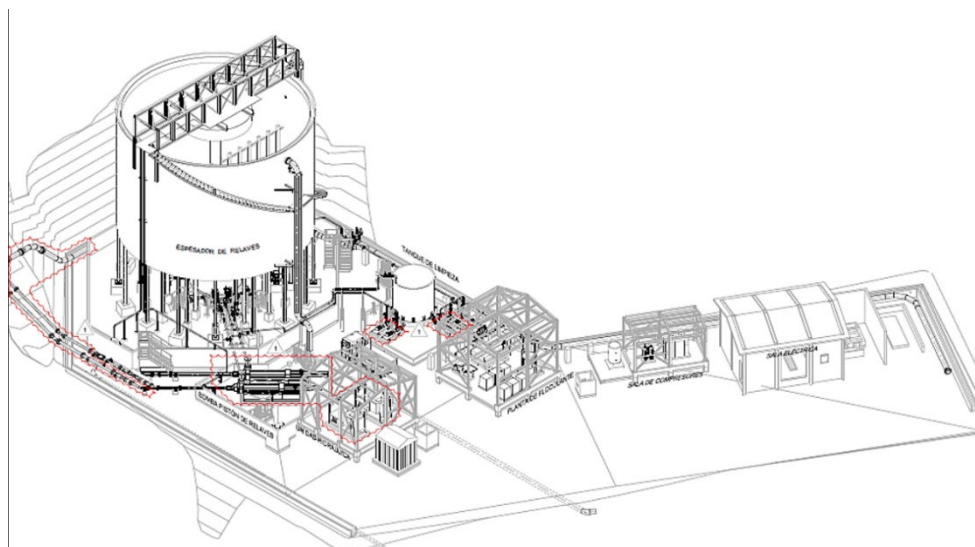 ESPESADOR DE RELAVES
TANQUE DE LIMPIEZA
BOMBA PISTÓN DE RELAVES
UNIDAD HIDRÁULICA
PLANTA DE FLOCULANTE
SALA DE COMPRESORES
SALA ELÉCTRICA